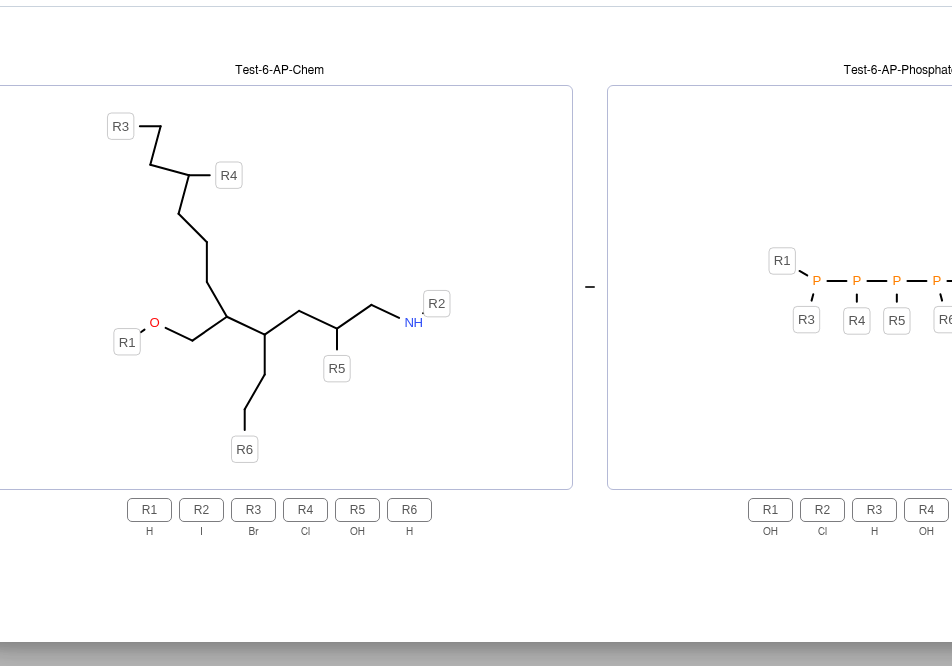 Test-6-AP-Chem
R3
R4
R2
NH
O
R1
R5
R6
R1 R2 R3 R4 R5 R6
H I Br Cl OH H
–
Test-6-AP-Phosphate
R1
P P P P
R3 R4 R5 R6
R1 R2 R3 R4
OH Cl H OH